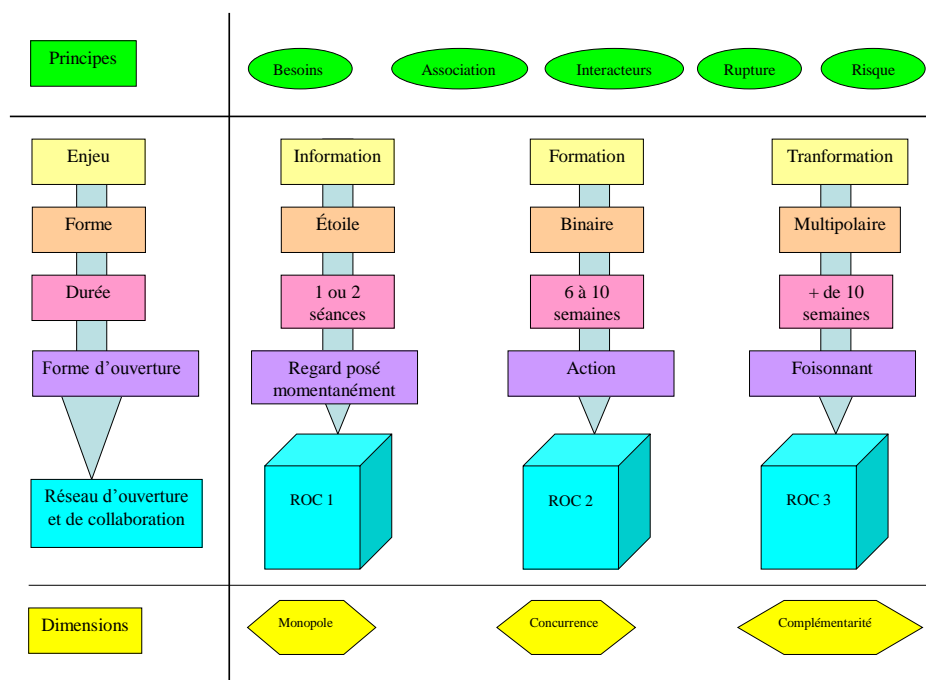 Principes
Besoins
Association
Interacteurs
Rupture
Risque
Enjeu
Information
Formation
Tranformation
Forme
Étoile
Binaire
Multipolaire
Durée
1 ou 2
séances
6 à 10
semaines
+ de 10
semaines
Forme d’ouverture
Regard posé
momentanément
Action
Foisonnant
Réseau d’ouverture
et de collaboration
ROC 1
ROC 2
ROC 3
Dimensions
Monopole
Concurrence
Complémentarité